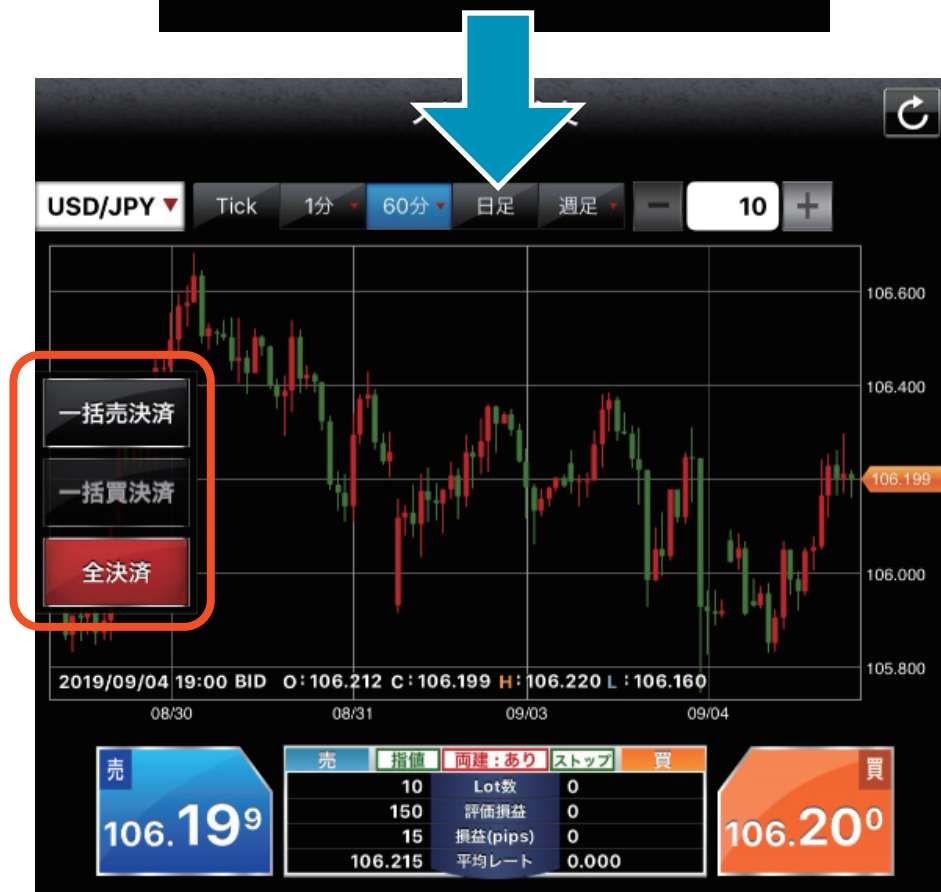 USD/JPY Tick 1分 60分 日足 週足 − 10 +
106.600
106.400
一括売決済
106.199
一括買決済
全決済
106.000
105.800
2019/09/04 19:00 BID O:106.212 C:106.199 H:106.220 L:106.160
08/30 08/31 09/03 09/04
売 指値 両建:あり ストップ 買
売 買
10 Lot数 0
150 評価損益 0
106.199 106.200
15 損益(pips) 0
106.215 平均レート 0.000